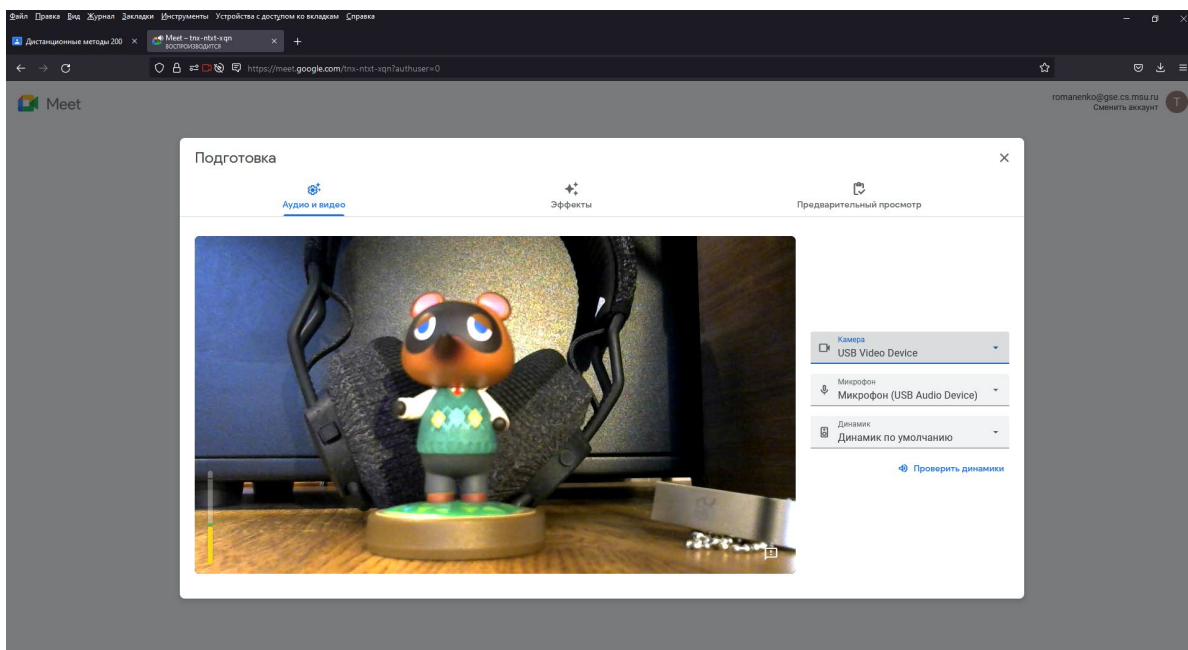 Файл Правка Вид Журнал Закладки Инструменты Устройства с доступом ко вкладкам Справка
Дистанционные методы 200
Meet – tnx-ntxt-xqn
ВОСПРОИЗВОДИТСЯ
https://meet.google.com/tnx-ntxt-xqn?authuser=0
Meet
romanenko@gse.cs.msu.ru
Сменить аккаунт
T
Подготовка
Аудио и видео
Эффекты
Предварительный просмотр
Камера
USB Video Device
Микрофон
Микрофон (USB Audio Device)
Динамик
Динамик по умолчанию
Проверить динамики